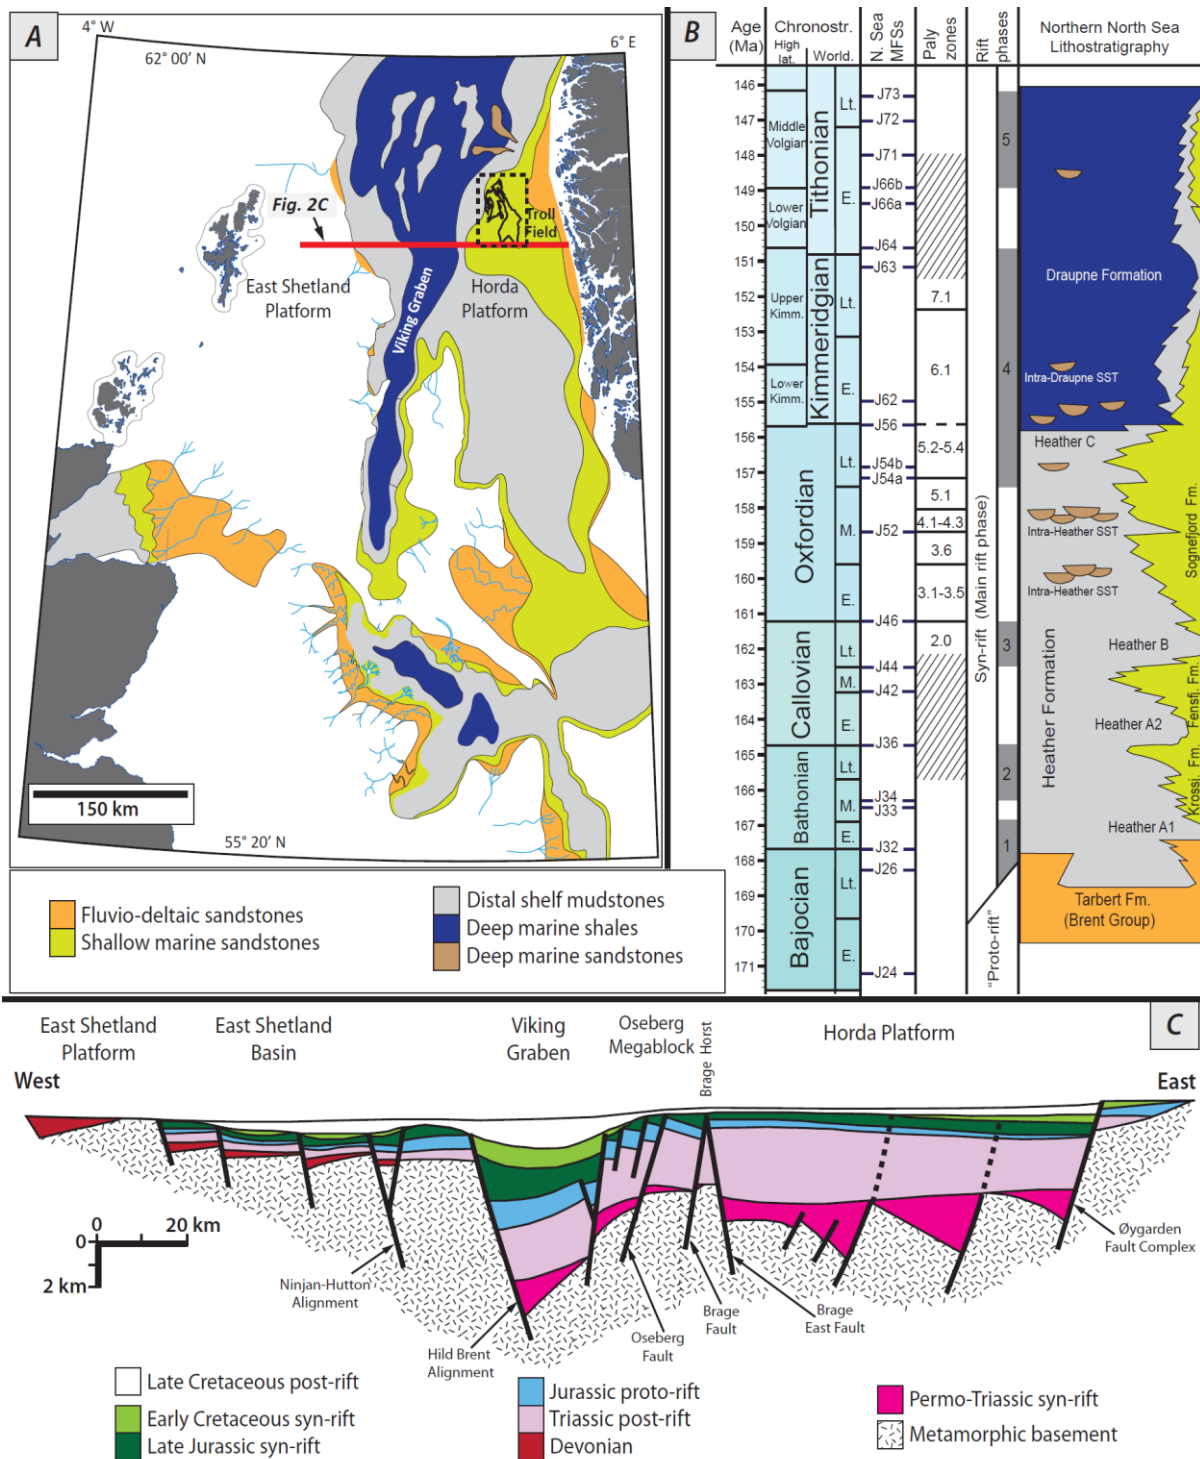 A
4° W
62° 00′ N
6° E
Fig. 2C
Troll
Field
East Shetland
Platform
Viking Graben
Horda
Platform
150 km
55° 20′ N
Fluvio-deltaic sandstones
Shallow marine sandstones
Distal shelf mudstones
Deep marine shales
Deep marine sandstones
B
Age
(Ma)
Chronostr.
High
lat.
World.
N. Sea
MFSs
Paly
zones
Rift
phases
Northern North Sea
Lithostratigraphy
146
147
148
149
150
151
152
153
154
155
156
157
158
159
160
161
162
163
164
165
166
167
168
169
170
171
Middle
Volgian
Lower
Volgian
Upper
Kimm.
Lower
Kimm.
Tithonian
Kimmeridgian
Oxfordian
Callovian
Bathonian
Bajocian
Lt.
E.
Lt.
E.
Lt.
M.
E.
Lt.
M.
E.
Lt.
M.
E.
Lt.
E.
J73
J72
J71
J66b
J66a
J64
J63
J62
J56
J54b
J54a
J52
J46
J44
J42
J36
J34
J33
J32
J26
J24
7.1
6.1
5.2-5.4
5.1
4.1-4.3
3.6
3.1-3.5
2.0
Syn-rift (Main rift phase)
"Proto-rift"
5
4
3
2
1
Draupne Formation
Intra-Draupne SST
Heather C
Intra-Heather SST
Intra-Heather SST
Heather B
Heather A2
Heather A1
Heather Formation
Sognefjord Fm.
Fensfj. Fm.
Krossfj. Fm.
Tarbert Fm.
(Brent Group)
C
East Shetland
Platform
East Shetland
Basin
Viking
Graben
Oseberg
Megablock
Brage Horst
Horda Platform
West
East
0
20 km
0
2 km
Ninjan-Hutton
Alignment
Hild Brent
Alignment
Oseberg
Fault
Brage
Fault
Brage
East Fault
Øygarden
Fault Complex
Late Cretaceous post-rift
Early Cretaceous syn-rift
Late Jurassic syn-rift
Jurassic proto-rift
Triassic post-rift
Devonian
Permo-Triassic syn-rift
Metamorphic basement